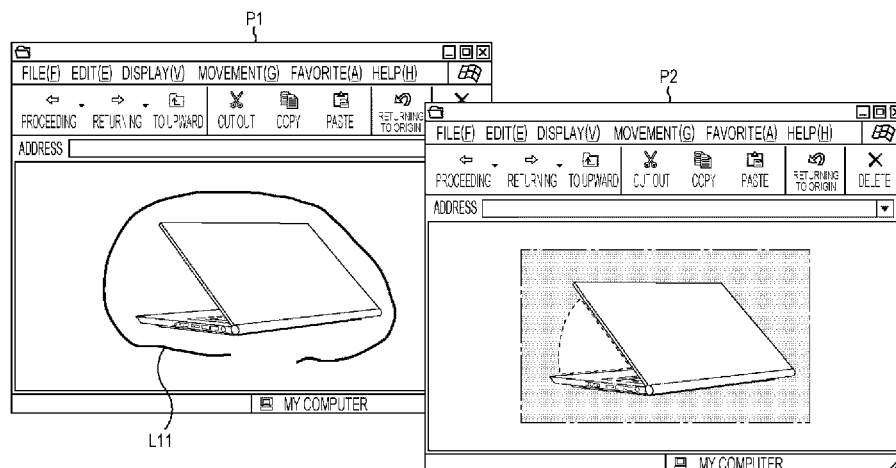 P1
FILE(F) EDIT(E) DISPLAY(V) MOVEMENT(G) FAVORITE(A) HELP(H)
PROCEEDING RETURNING TO UPWARD CUT OUT COPY PASTE RETURNING TO ORIGIN
ADDRESS
MY COMPUTER
L11
P2
FILE(F) EDIT(E) DISPLAY(V) MOVEMENT(G) FAVORITE(A) HELP(H)
PROCEEDING RETURNING TO UPWARD CUT OUT COPY PASTE RETURNING TO ORIGIN DELETE
ADDRESS
MY COMPUTER